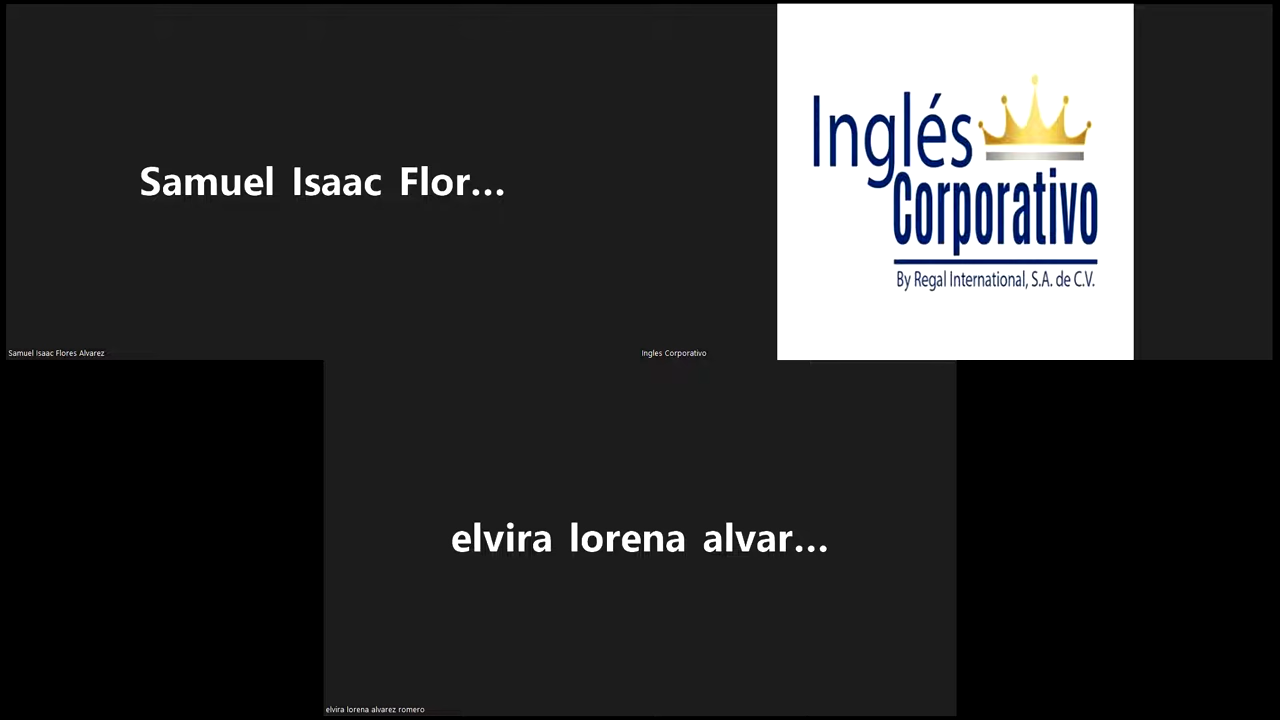 Samuel Isaac Flor...
Samuel Isaac Flores Alvarez
Inglés
Corporativo
By Regal International, S.A. de C.V.
Ingles Corporativo
elvira lorena alvar...
elvira lorena alvarez romero